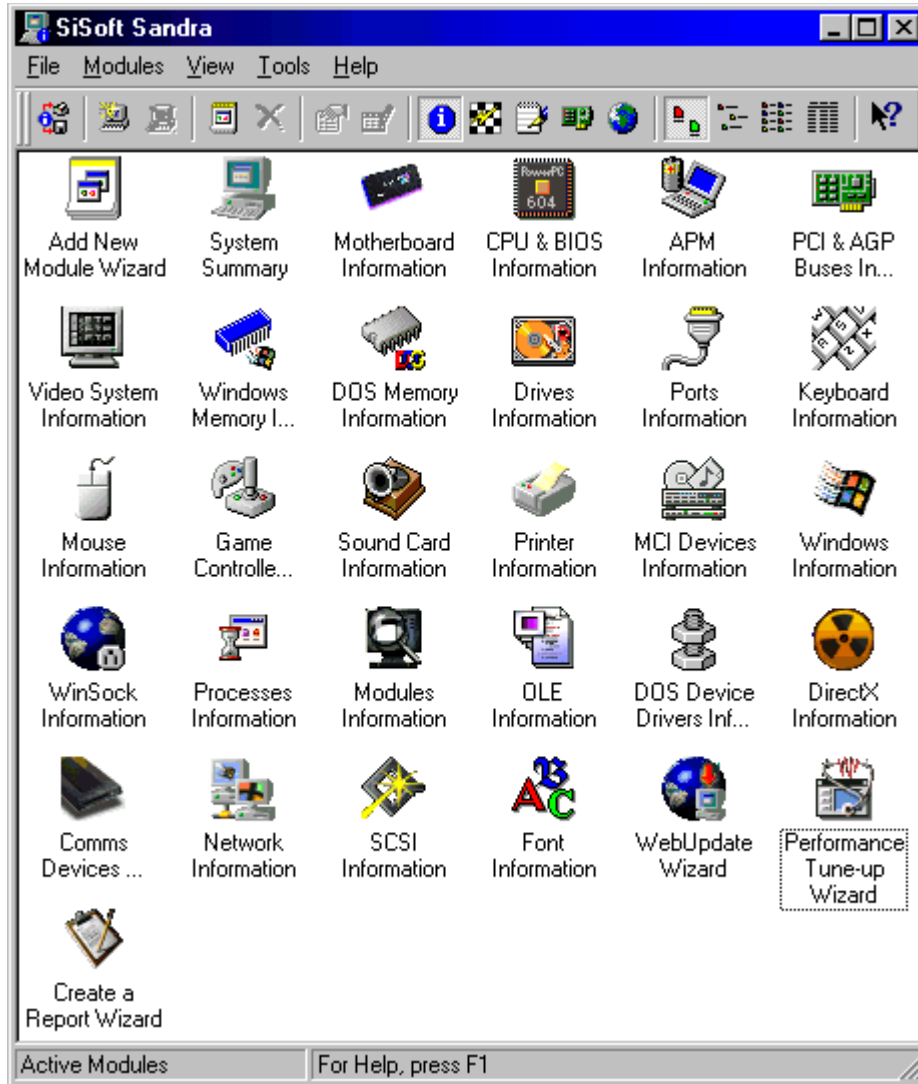 SiSoft Sandra
File Modules View Tools Help
PowerPC
604
Add New
Module Wizard
System
Summary
Motherboard
Information
CPU & BIOS
Information
APM
Information
PCI & AGP
Buses In...
Video System
Information
Windows
Memory I...
DOS Memory
Information
Drives
Information
Ports
Information
Keyboard
Information
Mouse
Information
Game
Controlle...
Sound Card
Information
Printer
Information
MCI Devices
Information
Windows
Information
WinSock
Information
Processes
Information
Modules
Information
OLE
Information
DOS Device
Drivers Inf...
DirectX
Information
Comms
Devices ...
Network
Information
SCSI
Information
A B C
Font
Information
WebUpdate
Wizard
Performance
Tune-up
Wizard
Create a
Report Wizard
Active Modules
For Help, press F1